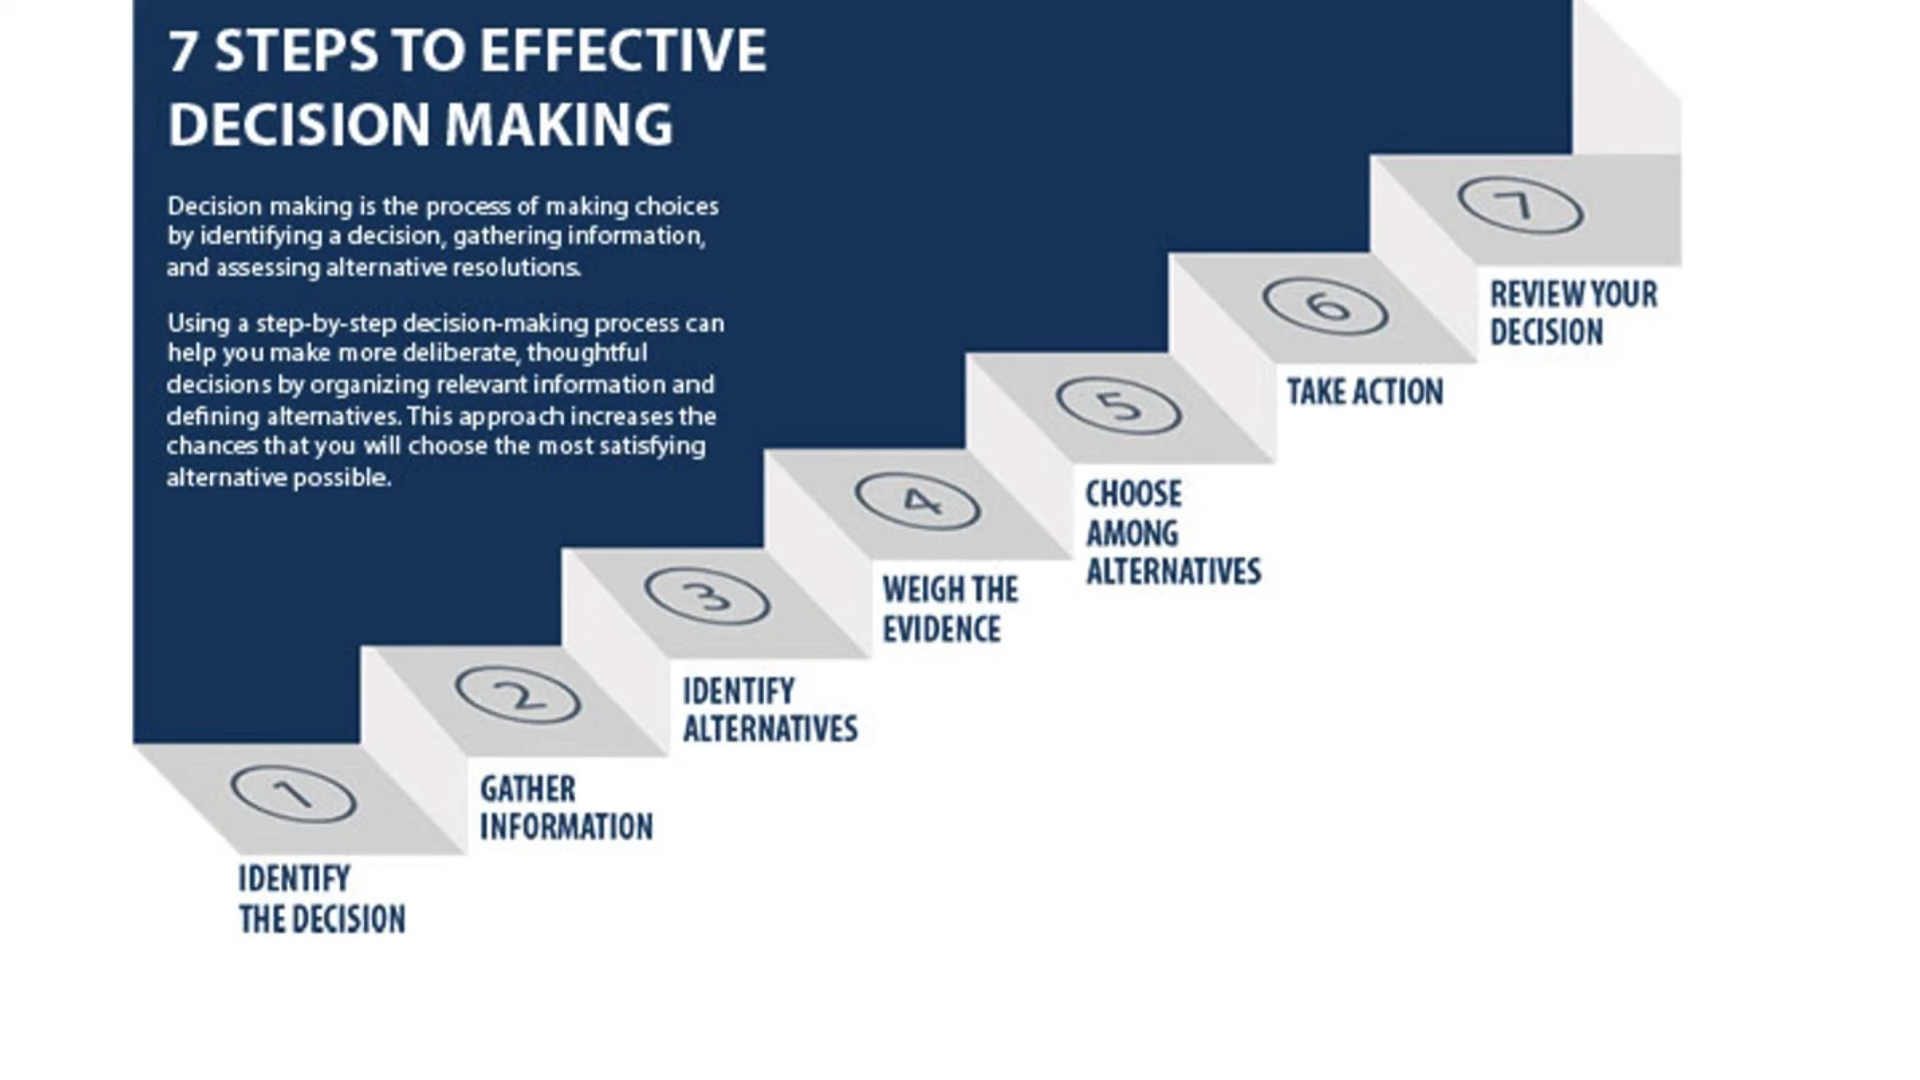 7 STEPS TO EFFECTIVE
DECISION MAKING
Decision making is the process of making choices
by identifying a decision, gathering information,
and assessing alternative resolutions.
Using a step-by-step decision-making process can
help you make more deliberate, thoughtful
decisions by organizing relevant information and
defining alternatives. This approach increases the
chances that you will choose the most satisfying
alternative possible.
1
IDENTIFY
THE DECISION
2
GATHER
INFORMATION
3
IDENTIFY
ALTERNATIVES
4
WEIGH THE
EVIDENCE
5
CHOOSE
AMONG
ALTERNATIVES
6
TAKE ACTION
7
REVIEW YOUR
DECISION